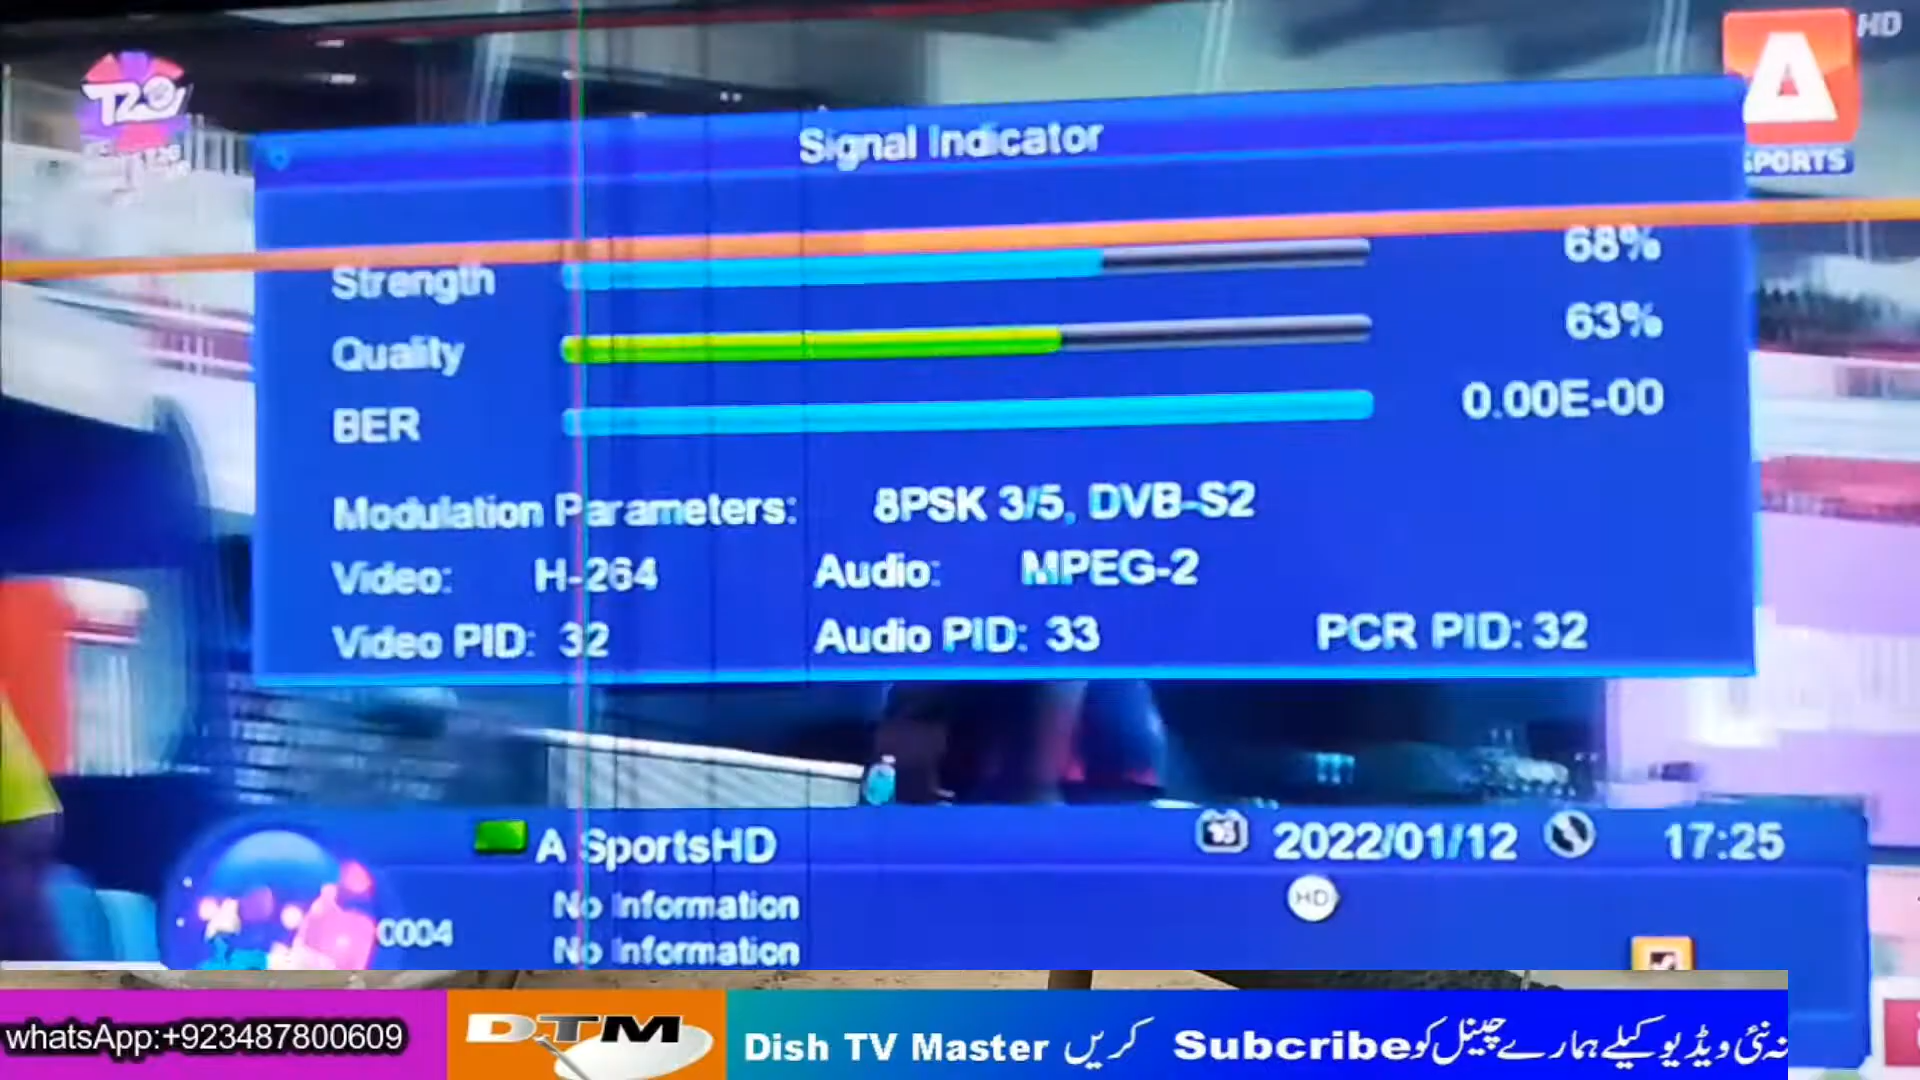 T20
A
HD
SPORTS
Signal Indicator
Strength 68%
Quality 63%
BER 0.00E-00
Modulation Parameters: 8PSK 3/5, DVB-S2
Video: H-264 Audio: MPEG-2
Video PID: 32 Audio PID: 33 PCR PID: 32
A SportsHD 2022/01/12 17:25
No Information HD
0004
No Information
whatsApp:+923487800609 DTM Dish TV Master نہ نئی ویڈیو کیلے ہمارے چینل کو Subcribe کریں